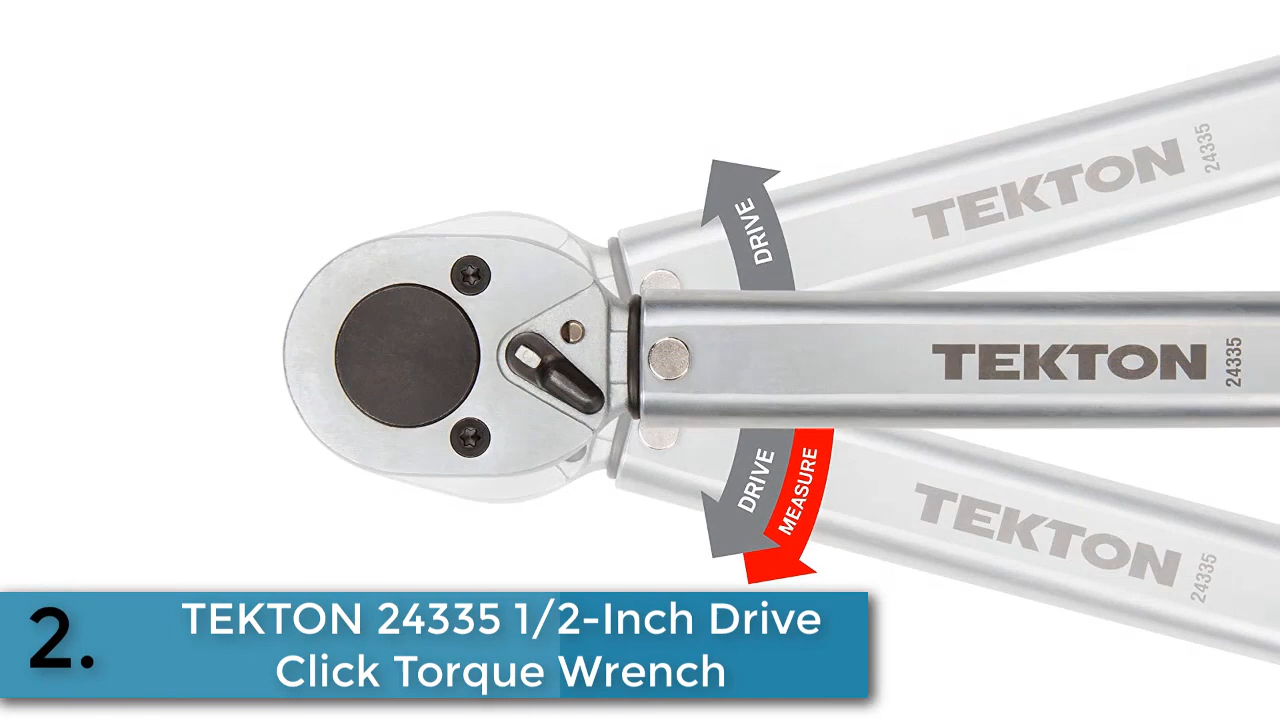 TEKTON 24335
DRIVE
TEKTON 24335
DRIVE
MEASURE
TEKTON 24335
2.
TEKTON 24335 1/2-Inch Drive
Click Torque Wrench